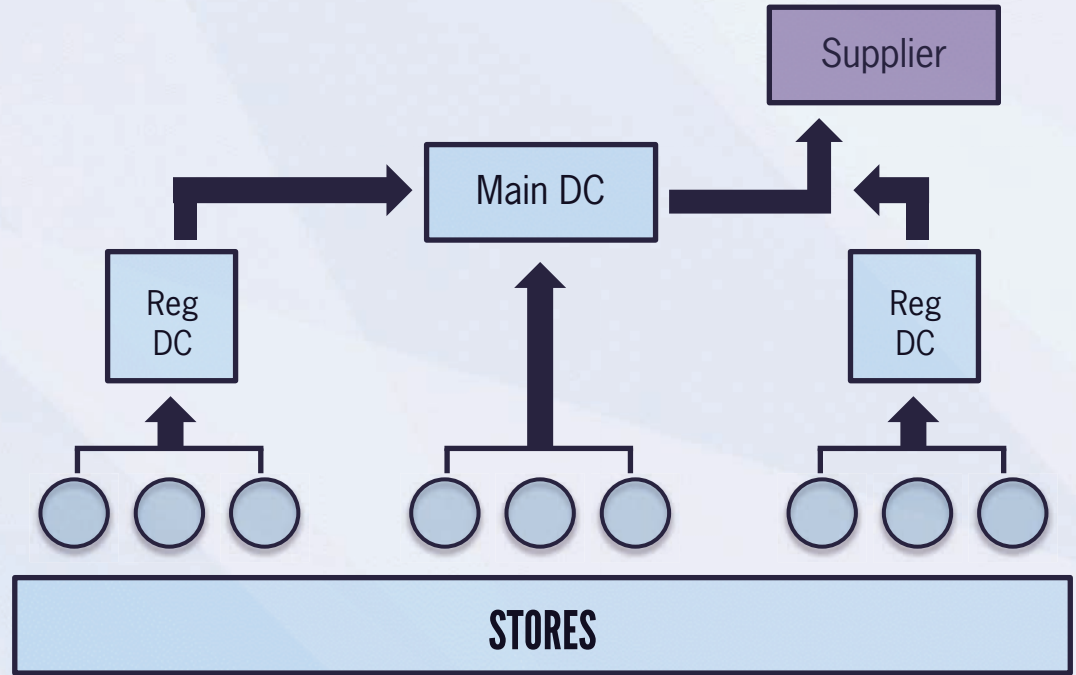 Supplier
Main DC
Reg
DC
Reg
DC
STORES